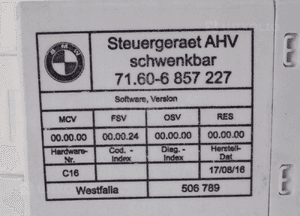 BMW
Steuergeraet AHV
schwenkbar
71.60-6 857 227
Software, Version
MCV FSV OSV RES
00.00.00 00.00.24 00.00.00 00.00.00
Hardware- Cod. - Diag. - Herstell-
Nr. Index Index Dat
C16 17/08/16
Westfalia 506 789